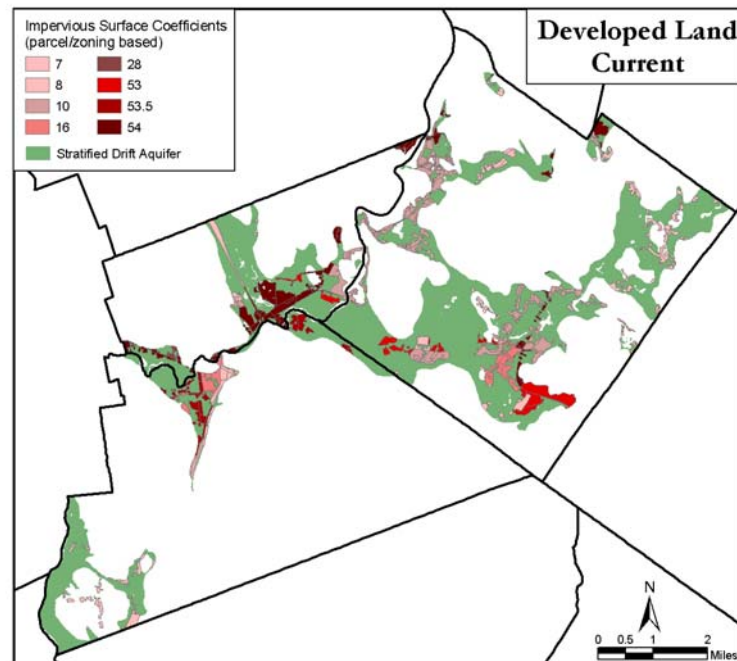 Impervious Surface Coefficients
(parcel/zoning based)
7 28
8 53
10 53.5
16 54
Stratified Drift Aquifer
Developed Land
Current
N
0 0.5 1 2
Miles